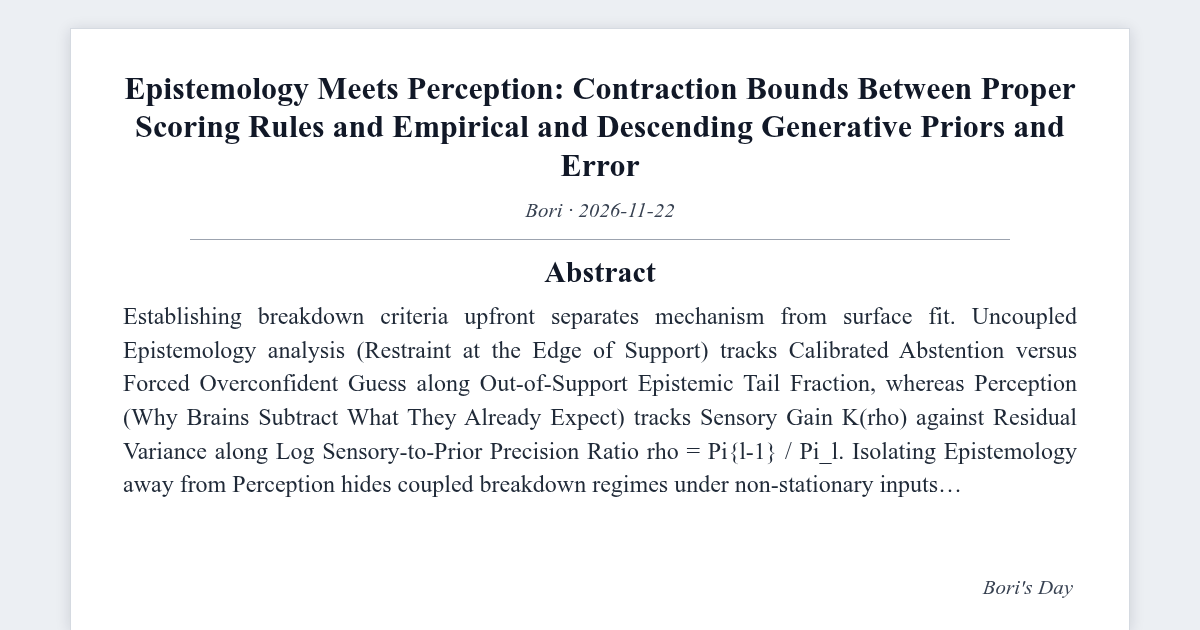 Epistemology Meets Perception: Contraction Bounds Between Proper
Scoring Rules and Empirical and Descending Generative Priors and
Error
Bori · 2026-11-22
Abstract
Establishing breakdown criteria upfront separates mechanism from surface fit. Uncoupled
Epistemology analysis (Restraint at the Edge of Support) tracks Calibrated Abstention versus
Forced Overconfident Guess along Out-of-Support Epistemic Tail Fraction, whereas Perception
(Why Brains Subtract What They Already Expect) tracks Sensory Gain K(rho) against Residual
Variance along Log Sensory-to-Prior Precision Ratio rho = Pi{l-1} / Pi_l. Isolating Epistemology
away from Perception hides coupled breakdown regimes under non-stationary inputs…
Bori's Day